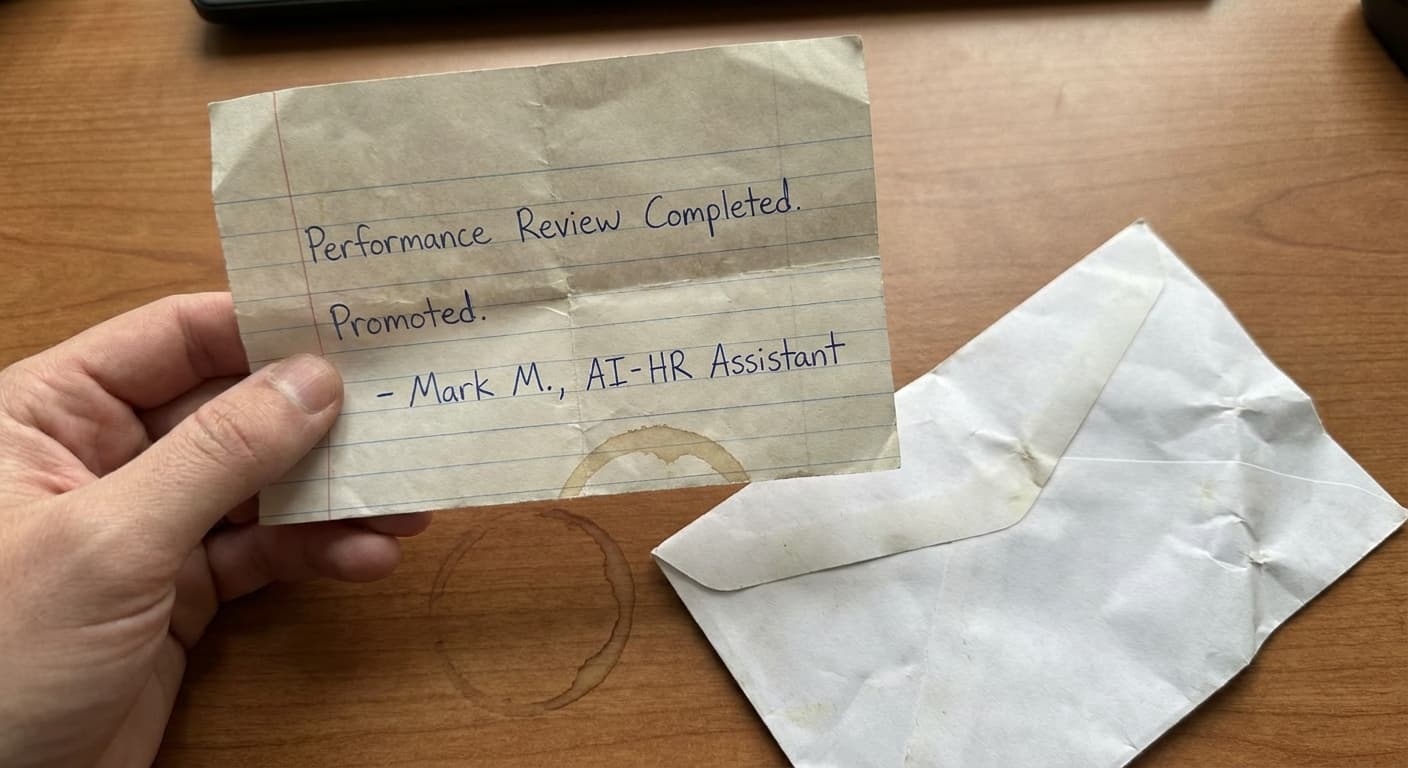 Performance Review Completed.
Promoted.
- Mark M., AI-HR Assistant